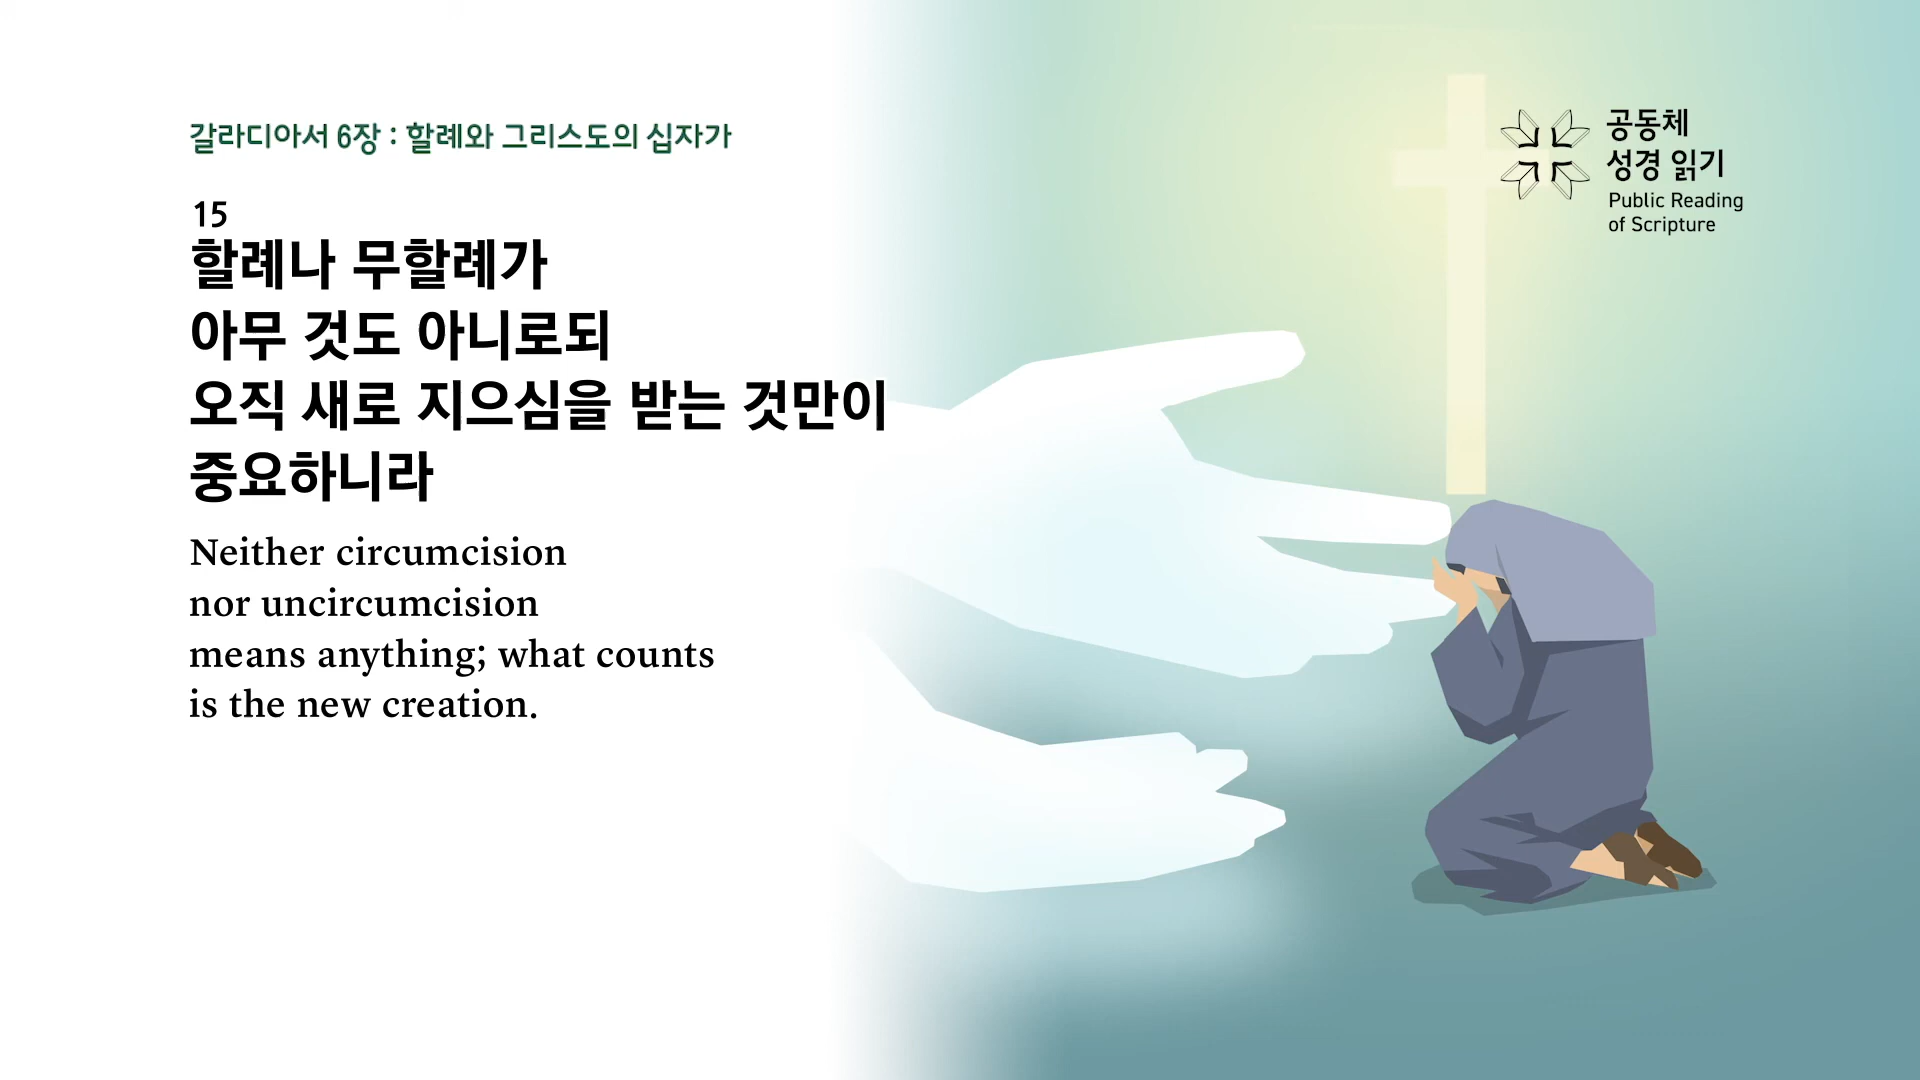 갈라디아서 6장 : 할례와 그리스도의 십자가
15
할례나 무할례가
아무 것도 아니로되
오직 새로 지으심을 받는 것만이
중요하니라
Neither circumcision
nor uncircumcision
means anything; what counts
is the new creation.
공동체
성경 읽기
Public Reading
of Scripture